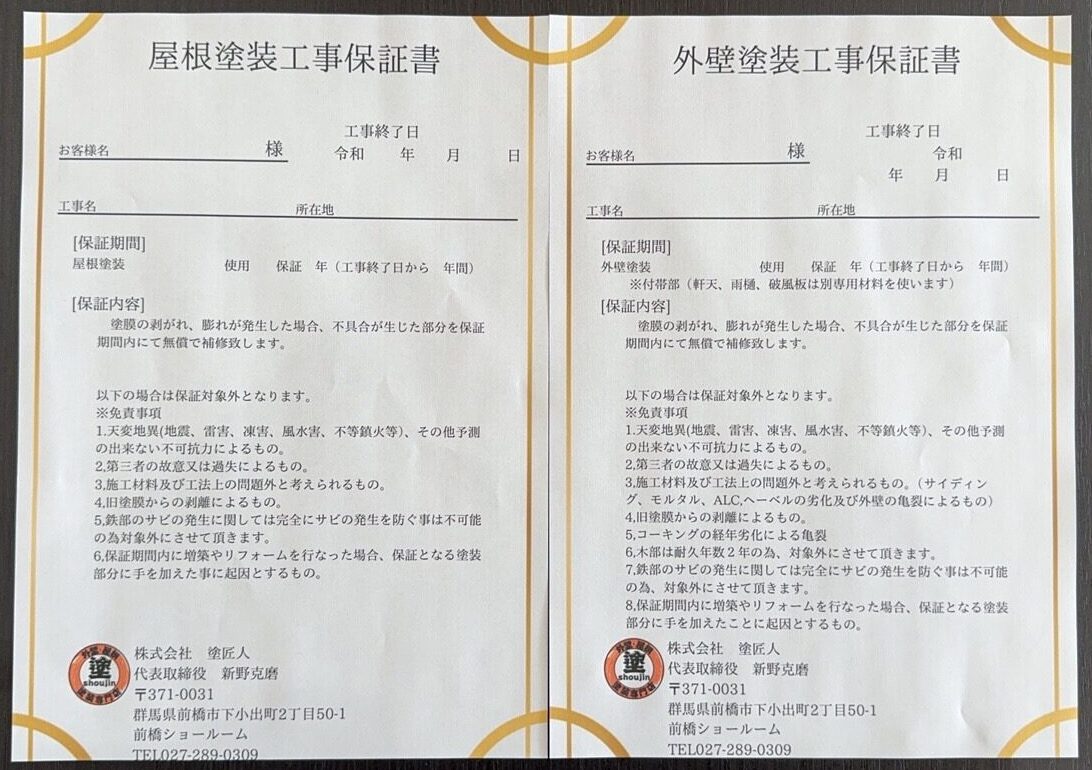 屋根塗装工事保証書
工事終了日
お客様名 様 令和 年 月 日
工事名 所在地
[保証期間]
屋根塗装 使用 保証 年（工事終了日から 年間）
[保証内容]
塗膜の剥がれ、膨れが発生した場合、不具合が生じた部分を保証
期間内にて無償で補修致します。
以下の場合は保証対象外となります。
※免責事項
1.天変地異(地震、雷害、凍害、風水害、不等鎮火等)、その他予測
の出来ない不可抗力によるもの。
2,第三者の故意又は過失によるもの。
3,施工材料及び工法上の問題外と考えられるもの。
4,旧塗膜からの剥離によるもの。
5,鉄部のサビの発生に関しては完全にサビの発生を防ぐ事は不可能
の為対象外にさせて頂きます。
6,保証期間内に増築やリフォームを行なった場合、保証となる塗装
部分に手を加えた事に起因とするもの。
外壁・屋根
塗
shoujin
塗装専門店
株式会社 塗匠人
代表取締役 新野克磨
〒371-0031
群馬県前橋市下小出町2丁目50-1
前橋ショールーム
TEL027-289-0309
外壁塗装工事保証書
工事終了日
お客様名 様 令和
年 月 日
工事名 所在地
[保証期間]
外壁塗装 使用 保証 年（工事終了日から 年間）
※付帯部（軒天、雨樋、破風板は別専用材料を使います）
[保証内容]
塗膜の剥がれ、膨れが発生した場合、不具合が生じた部分を保証
期間内にて無償で補修致します。
以下の場合は保証対象外となります。
※免責事項
1.天変地異(地震、雷害、凍害、風水害、不等鎮火等)、その他予測
の出来ない不可抗力によるもの。
2,第三者の故意又は過失によるもの。
3,施工材料及び工法上の問題外と考えられるもの。（サイディン
グ、モルタル、ALC,ヘーベルの劣化及び外壁の亀裂によるもの）
4,旧塗膜からの剥離によるもの。
5,コーキングの経年劣化による亀裂
6,木部は耐久年数２年の為、対象外にさせて頂きます。
7,鉄部のサビの発生に関しては完全にサビの発生を防ぐ事は不可能
の為、対象外にさせて頂きます。
8,保証期間内に増築やリフォームを行なった場合、保証となる塗装
部分に手を加えたことに起因とするもの。
外壁・屋根
塗
shoujin
塗装専門店
株式会社 塗匠人
代表取締役 新野克磨
〒371-0031
群馬県前橋市下小出町2丁目50-1
前橋ショールーム
TEL027-289-0309